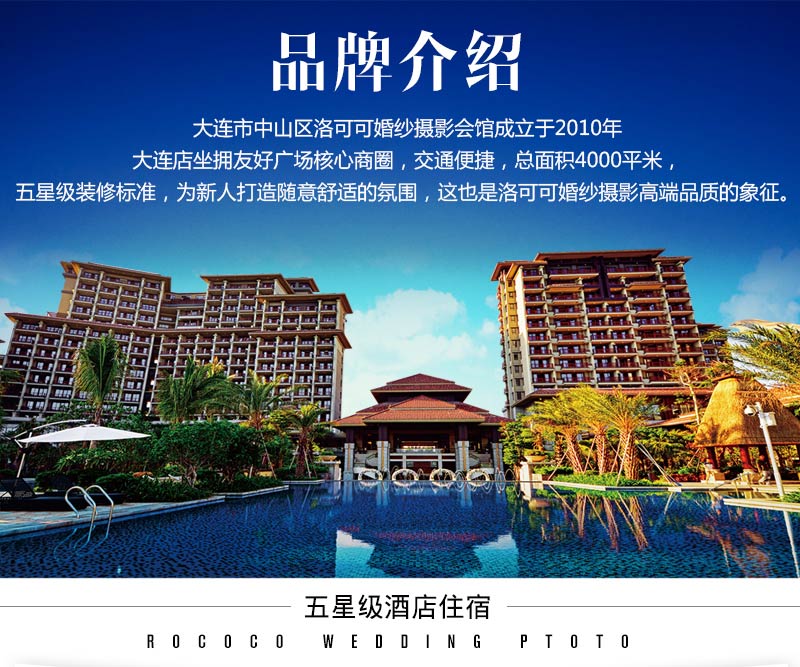 品牌介绍
大连市中山区洛可可婚纱摄影会馆成立于2010年
大连店坐拥友好广场核心商圈，交通便捷，总面积4000平米，
五星级装修标准，为新人打造随意舒适的氛围，这也是洛可可婚纱摄影高端品质的象征。
五星级酒店住宿
ROCOCO WEDDING PTOTO